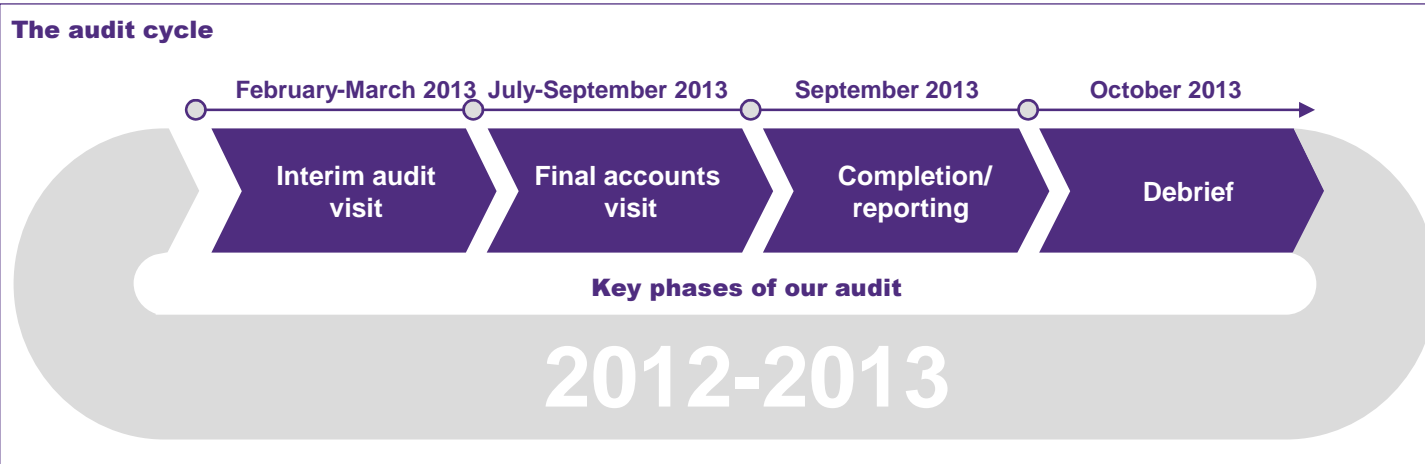 The audit cycle
February-March 2013 July-September 2013 September 2013 October 2013
Interim audit
visit
Final accounts
visit
Completion/
reporting
Debrief
Key phases of our audit
2012-2013